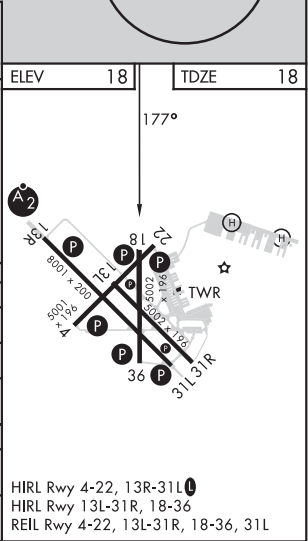 ELEV 18
TDZE 18
177°
A2
H
H
13R
P
8001 x 200
13L
P
18
P
22
P
5002 x 196
TWR
5001 x 196
4
P
5002 x 196
P
P
36
P
31L
31R
HIRL Rwy 4-22, 13R-31L L
HIRL Rwy 13L-31R, 18-36
REIL Rwy 4-22, 13L-31R, 18-36, 31L